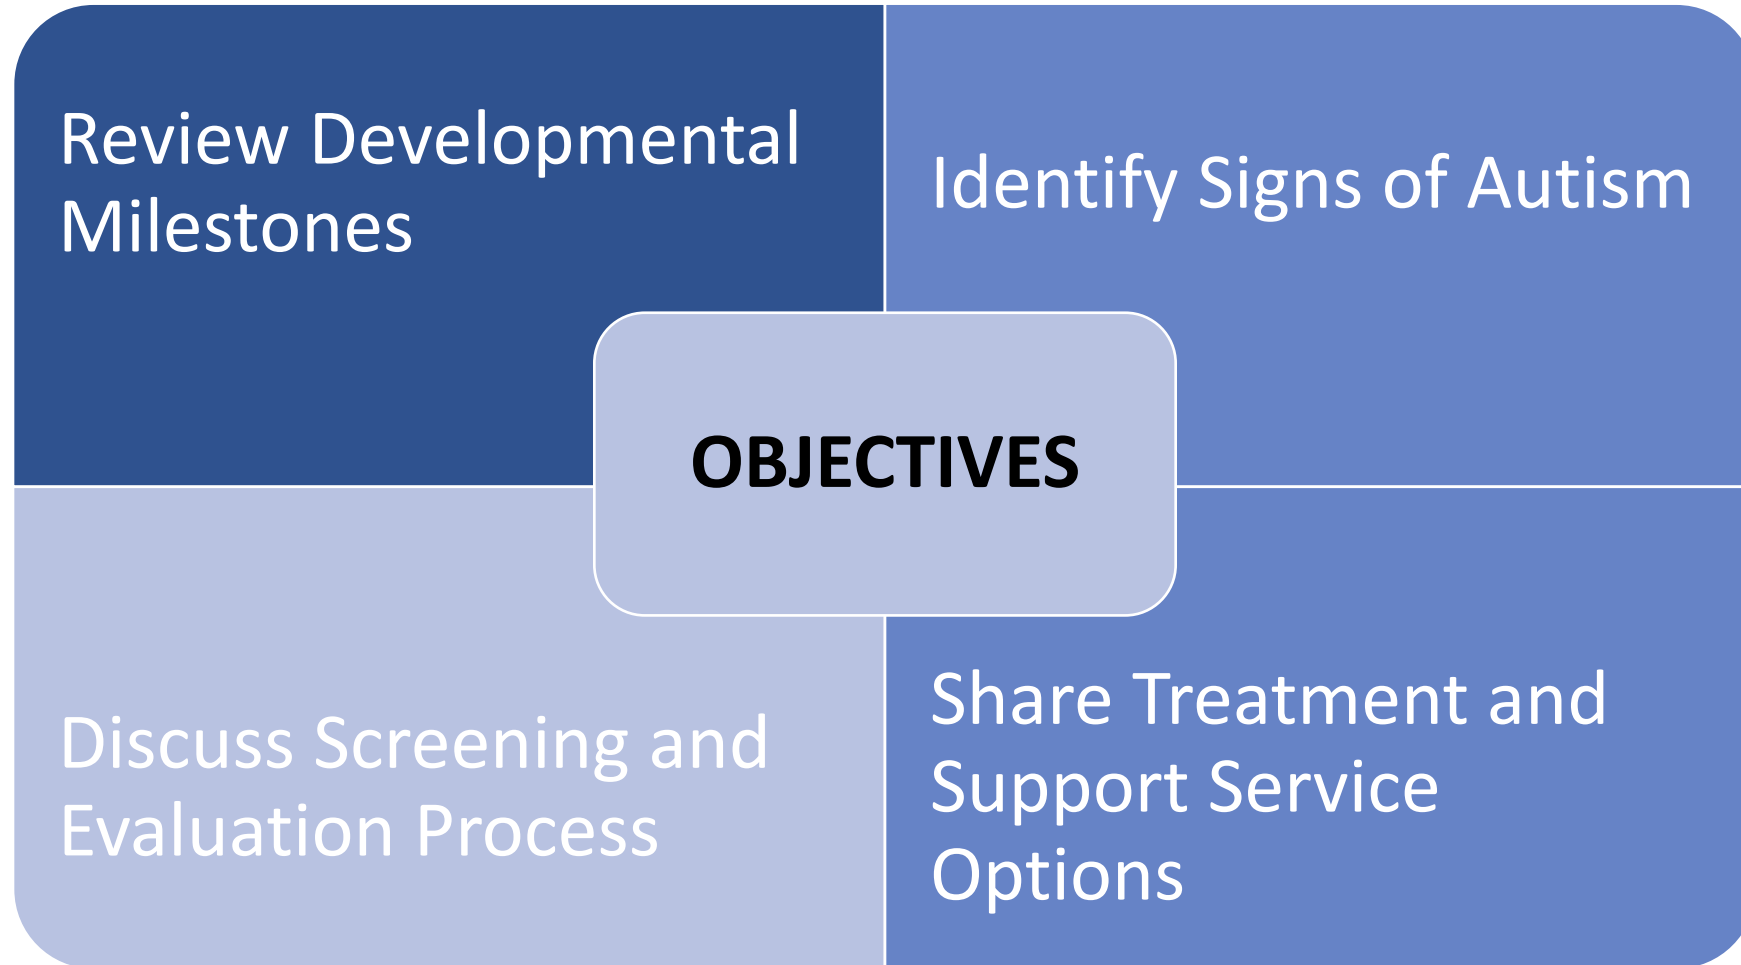 Review Developmental
Milestones
Identify Signs of Autism
OBJECTIVES
Discuss Screening and
Evaluation Process
Share Treatment and
Support Service
Options